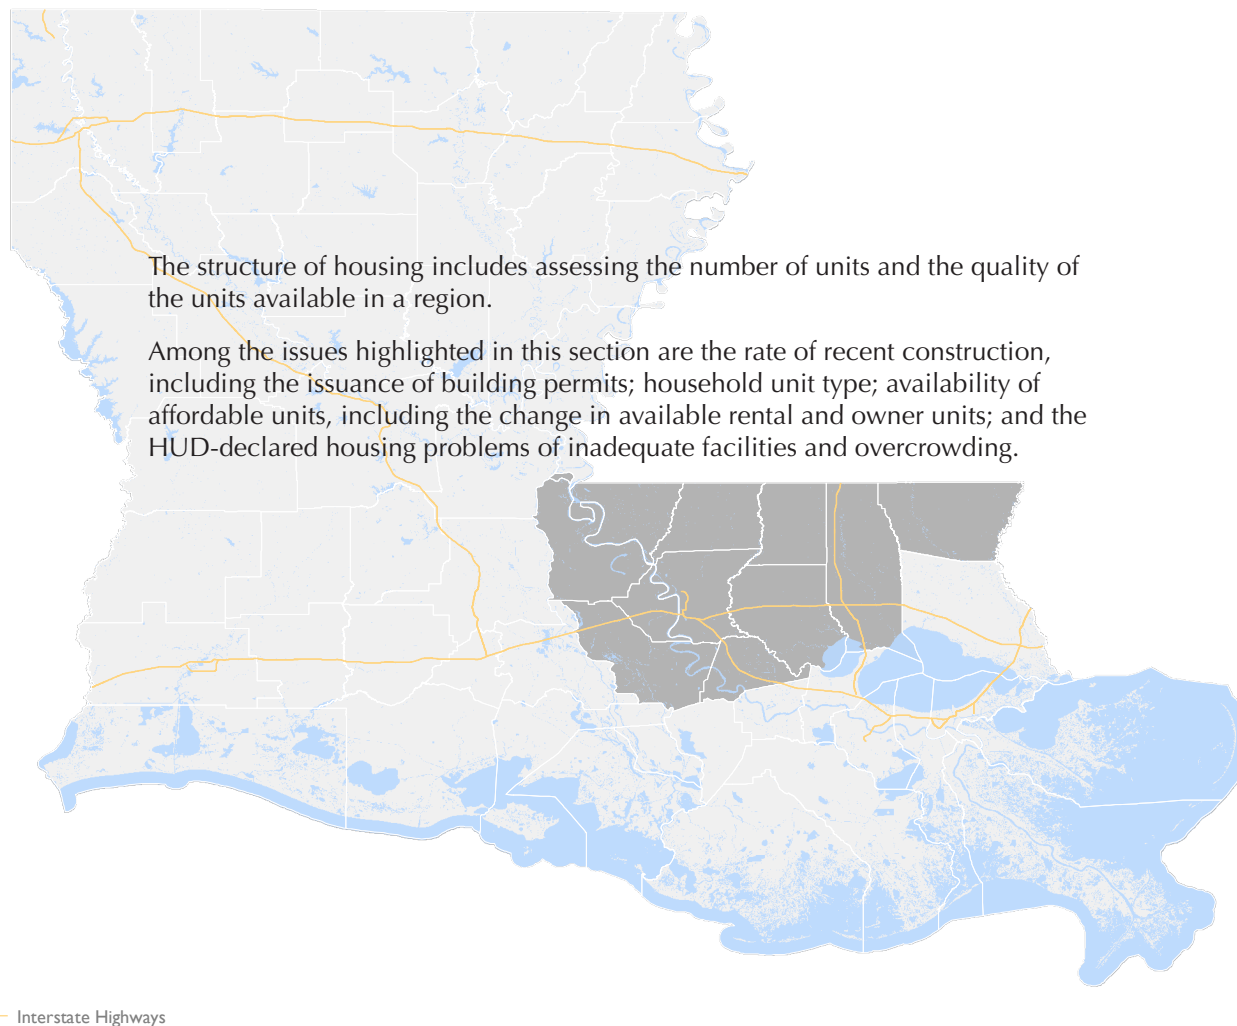 The structure of housing includes assessing the number of units and the quality of
the units available in a region.
Among the issues highlighted in this section are the rate of recent construction,
including the issuance of building permits; household unit type; availability of
affordable units, including the change in available rental and owner units; and the
HUD-declared housing problems of inadequate facilities and overcrowding.
Interstate Highways